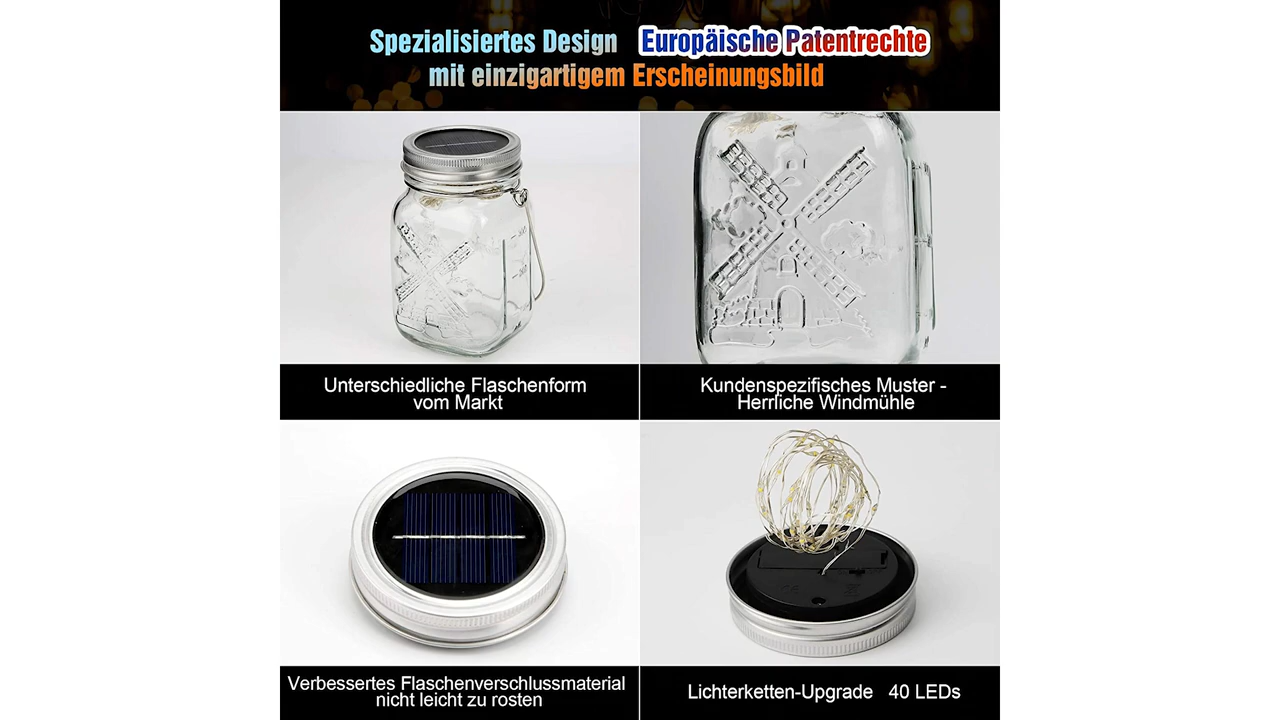 Spezialisiertes Design Europäische Patentrechte
mit einzigartigem Erscheinungsbild
Unterschiedliche Flaschenform
vom Markt
Kundenspezifisches Muster -
Herrliche Windmühle
Verbessertes Flaschenverschlussmaterial
nicht leicht zu rosten
Lichterketten-Upgrade 40 LEDs